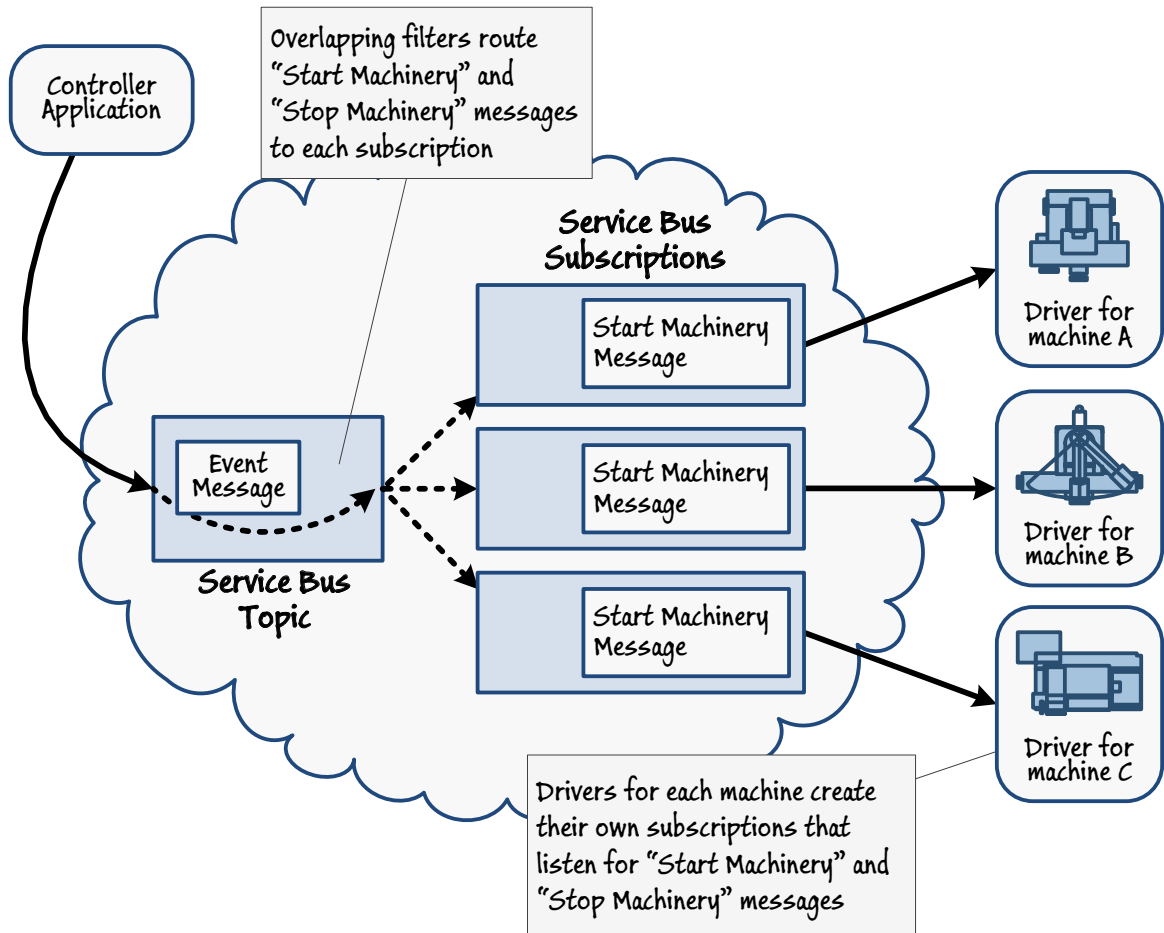 Controller
Application
Overlapping filters route
“Start Machinery” and
“Stop Machinery” messages
to each subscription
Service Bus
Subscriptions
Start Machinery
Message
Driver for
machine A
Event
Message
Service Bus
Topic
Start Machinery
Message
Driver for
machine B
Start Machinery
Message
Driver for
machine C
Drivers for each machine create
their own subscriptions that
listen for “Start Machinery” and
“Stop Machinery” messages